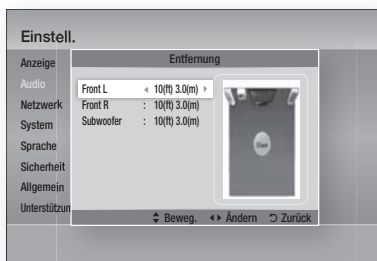 Einstell.
Anzeige
Audio
Netzwerk
System
Sprache
Sicherheit
Allgemein
Unterstützun
Entfernung
Front L ◂ 10(ft) 3.0(m) ▸
Front R : 10(ft) 3.0(m)
Subwoofer : 10(ft) 3.0(m)
User
Beweg. Ändern Zurück